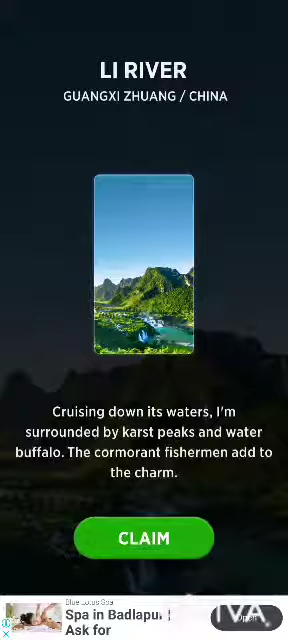 LI RIVER
GUANGXI ZHUANG / CHINA
Cruising down its waters, I'm
surrounded by karst peaks and water
buffalo. The cormorant fishermen add to
the charm.
CLAIM
Blue Lotus Spa
Spa in Badlapur |
Ask for
Open
IVA